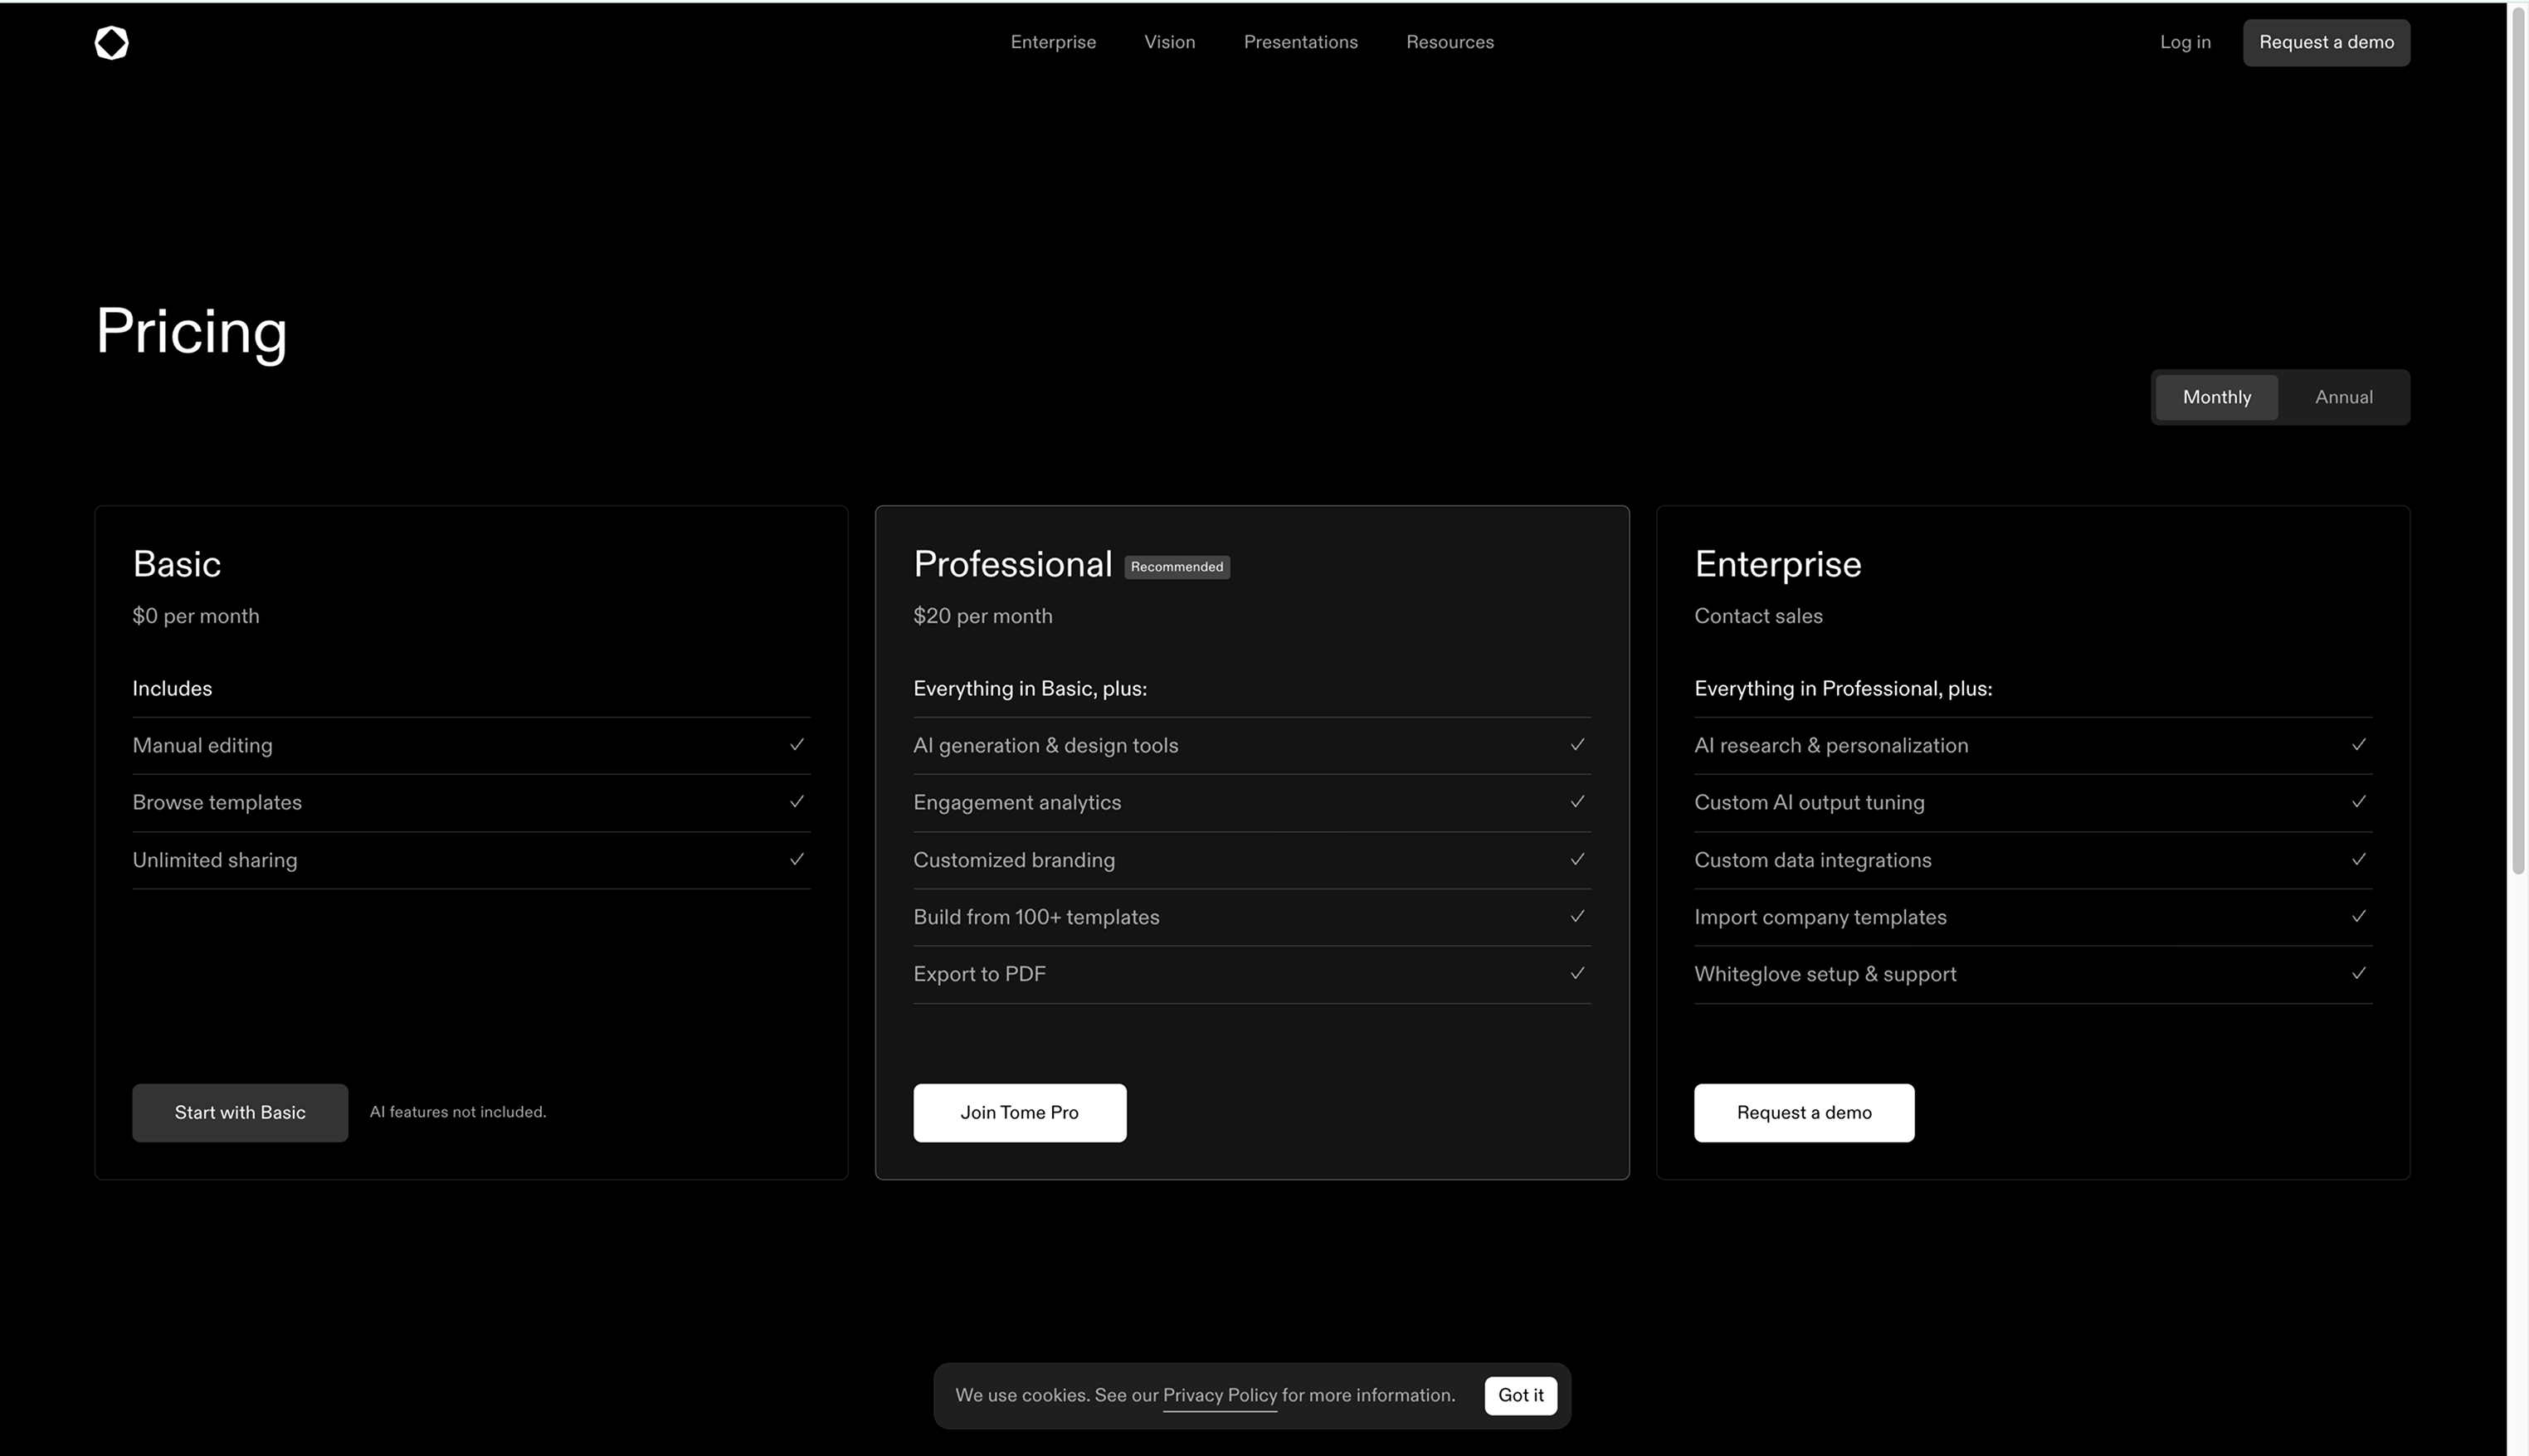 Enterprise
Vision
Presentations
Resources
Log in
Request a demo
Pricing
Monthly
Annual
Basic
$0 per month
Includes
Manual editing
Browse templates
Unlimited sharing
Start with Basic
AI features not included.
Professional
Recommended
$20 per month
Everything in Basic, plus:
AI generation & design tools
Engagement analytics
Customized branding
Build from 100+ templates
Export to PDF
Join Tome Pro
Enterprise
Contact sales
Everything in Professional, plus:
AI research & personalization
Custom AI output tuning
Custom data integrations
Import company templates
Whiteglove setup & support
Request a demo
We use cookies. See our Privacy Policy for more information.
Got it